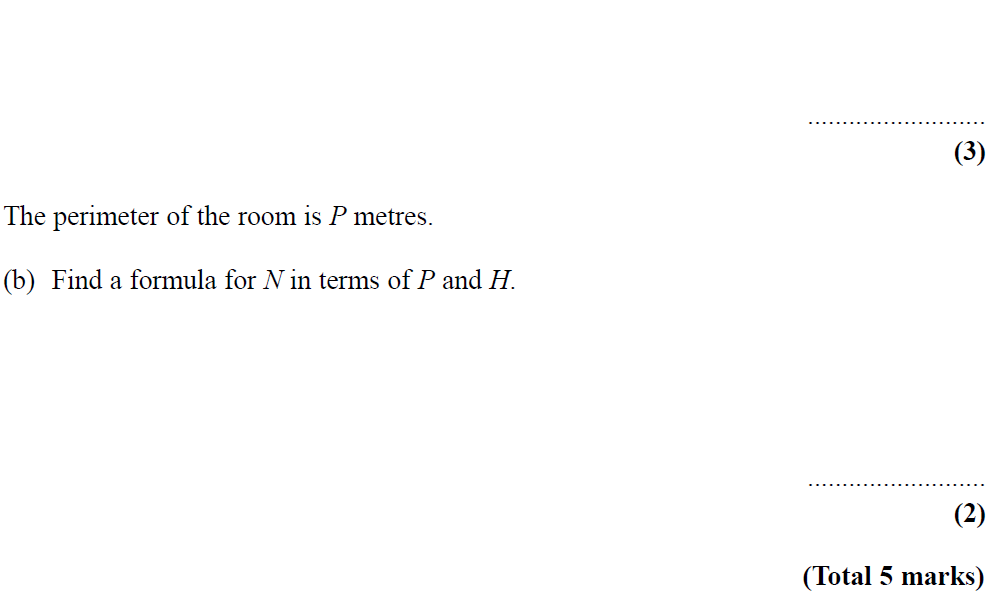 ..........................
(3)
The perimeter of the room is P metres.
(b) Find a formula for N in terms of P and H.
..........................
(2)
(Total 5 marks)